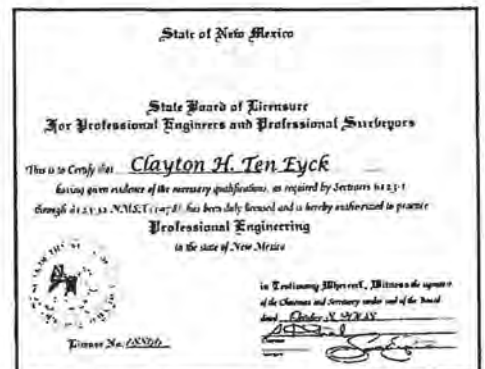 State of New Mexico
State Board of Licensure
For Professional Engineers and Professional Surveyors
This is to Certify that Clayton H. Ten Eyck
having given evidence of the necessary qualifications, as required by Sections
through has been duly licensed and is hereby authorized to practice
Professional Engineering
in the state of New Mexico
in Testimony Whereof, Witness the signature
of the Chairman and Secretary under seal of the Board
dated October
License No.